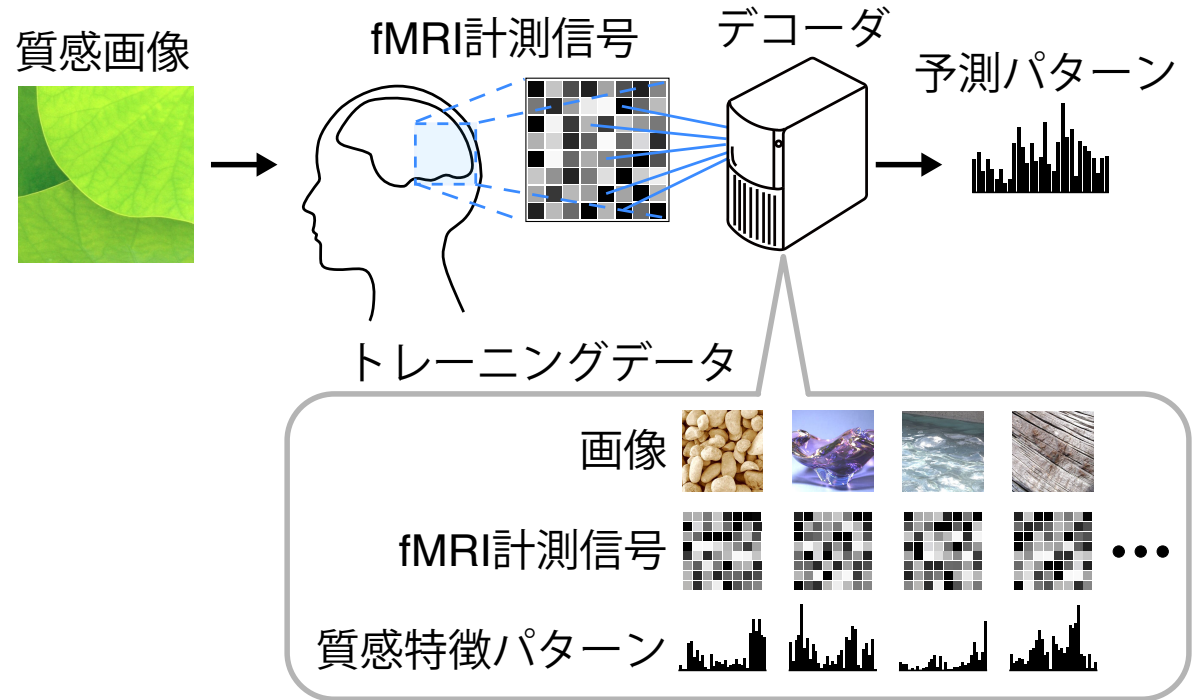 質感画像
fMRI計測信号
デコーダ
予測パターン
トレーニングデータ
画像
fMRI計測信号
質感特徴パターン